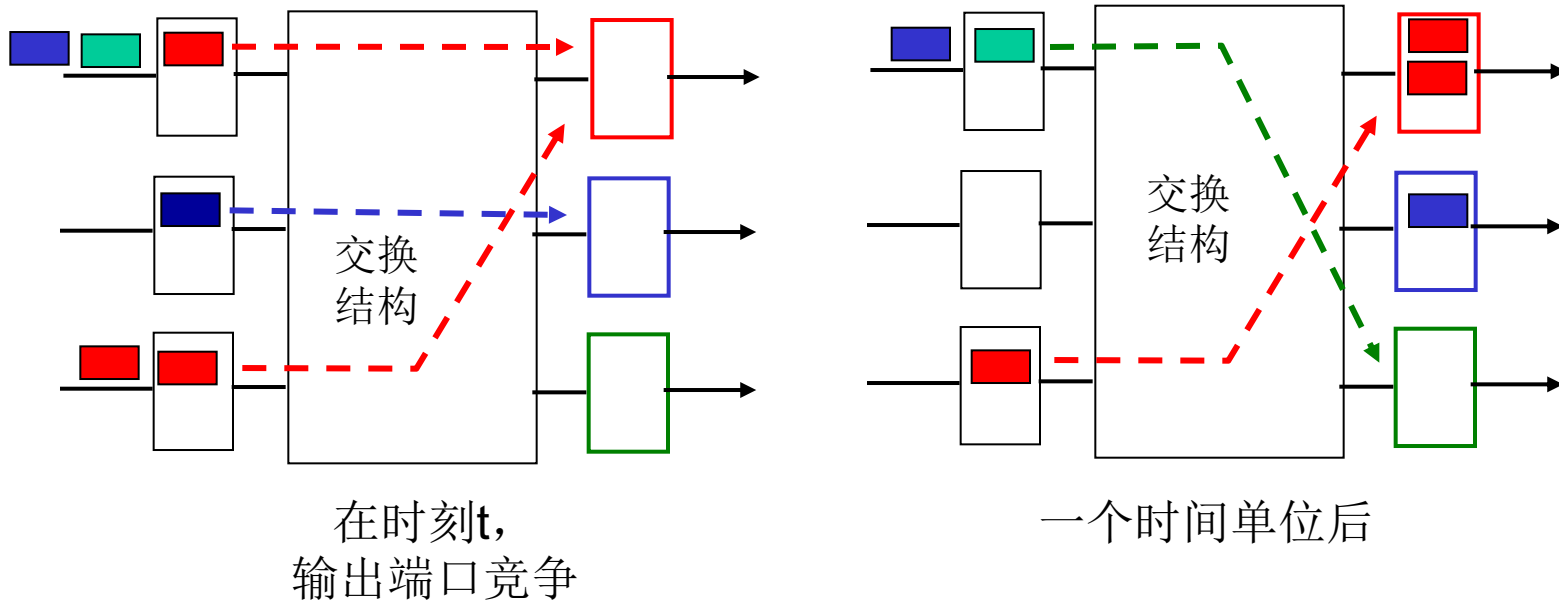 交换
结构
在时刻t,
输出端口竞争
交换
结构
一个时间单位后